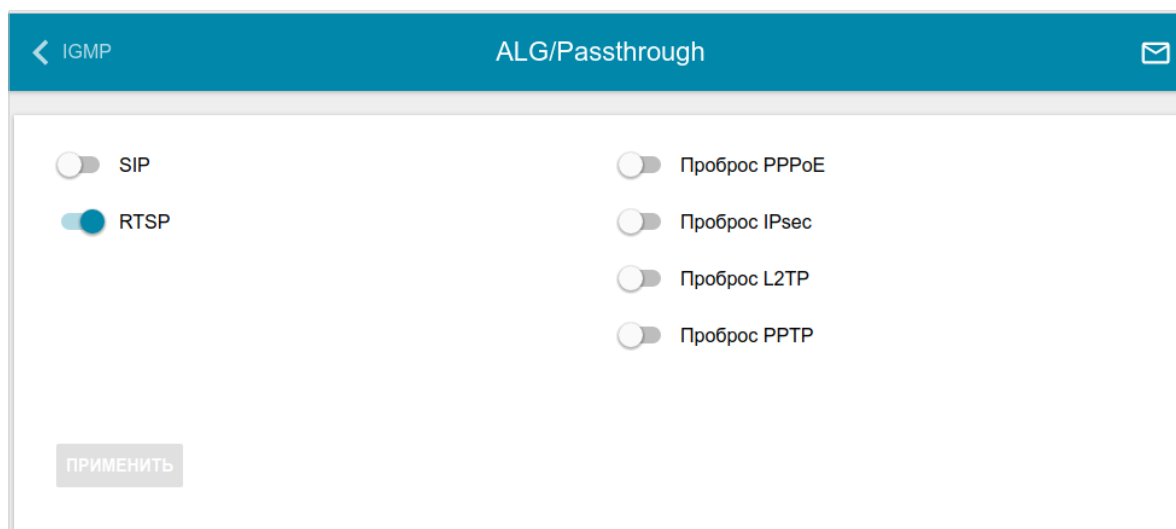 IGMP
ALG/Passthrough
SIP
RTSP
Проброс PPPoE
Проброс IPsec
Проброс L2TP
Проброс PPTP
ПРИМЕНИТЬ